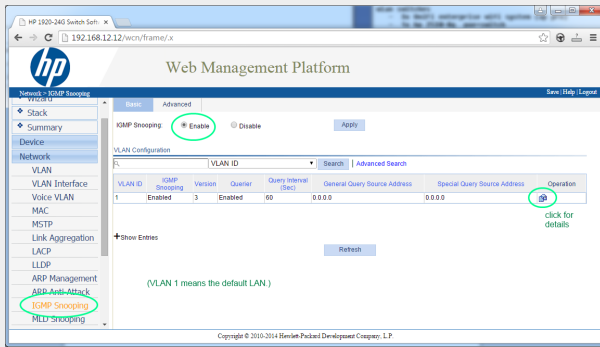 HP 1920-24G Switch Softw
192.168.12.12/wcn/frame/.x
hp
Web Management Platform
Network > IGMP Snooping
Save | Help | Logout
Wizard
Stack
Summary
Device
Network
VLAN
VLAN Interface
Voice VLAN
MAC
MSTP
Link Aggregation
LACP
LLDP
ARP Management
ARP Anti-Attack
IGMP Snooping
MLD Snooping
Basic Advanced
IGMP Snooping: Enable Disable Apply
VLAN Configuration
VLAN ID Search | Advanced Search
VLAN ID IGMP Snooping Version Querier Query Interval (Sec) General Query Source Address Special Query Source Address Operation
1 Enabled 3 Enabled 60 0.0.0.0 0.0.0.0
click for
details
+Show Entries
Refresh
(VLAN 1 means the default LAN.)
Copyright © 2010-2014 Hewlett-Packard Development Company, L.P.